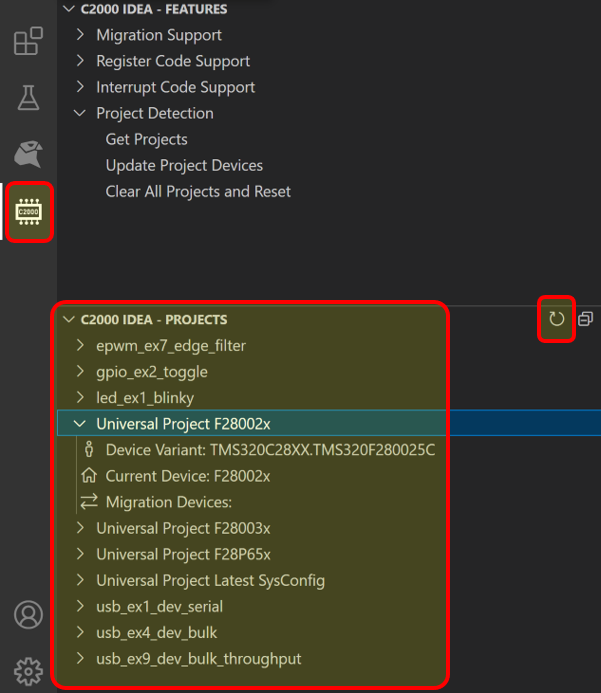 C2000 IDEA - FEATURES
Migration Support
Register Code Support
Interrupt Code Support
Project Detection
Get Projects
Update Project Devices
Clear All Projects and Reset
C2000
C2000 IDEA - PROJECTS
epwm_ex7_edge_filter
gpio_ex2_toggle
led_ex1_blinky
Universal Project F28002x
Device Variant: TMS320C28XX.TMS320F280025C
Current Device: F28002x
Migration Devices:
Universal Project F28003x
Universal Project F28P65x
Universal Project Latest SysConfig
usb_ex1_dev_serial
usb_ex4_dev_bulk
usb_ex9_dev_bulk_throughput